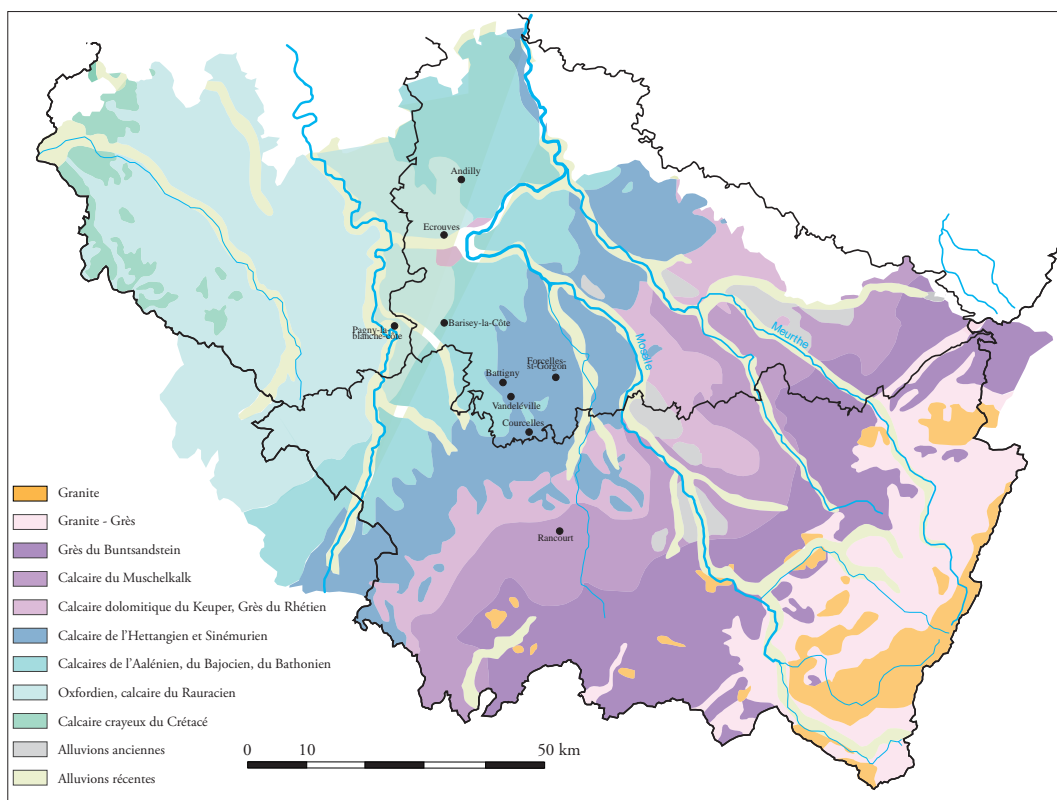 Andilly
Ecrouves
Pagny-la-
blanche-côte
Barisey-la-Côte
Forcelles-
st-Gorgon
Battigny
Vandeléville
Courcelles
Moselle
Meurthe
Rancourt
Granite
Granite - Grès
Grès du Buntsandstein
Calcaire du Muschelkalk
Calcaire dolomitique du Keuper, Grès du Rhétien
Calcaire de l'Hettangien et Sinémurien
Calcaires de l'Aalénien, du Bajocien, du Bathonien
Oxfordien, calcaire du Rauracien
Calcaire crayeux du Crétacé
Alluvions anciennes
Alluvions récentes
0 10 50 km